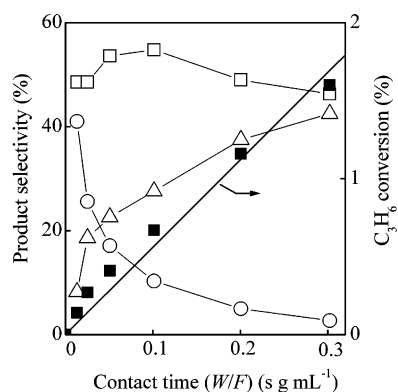 60
40
20
0
2
1
0
Product selectivity (%)
C3H6 conversion (%)
0 0.1 0.2 0.3
Contact time (W/F) (s g mL⁻¹)